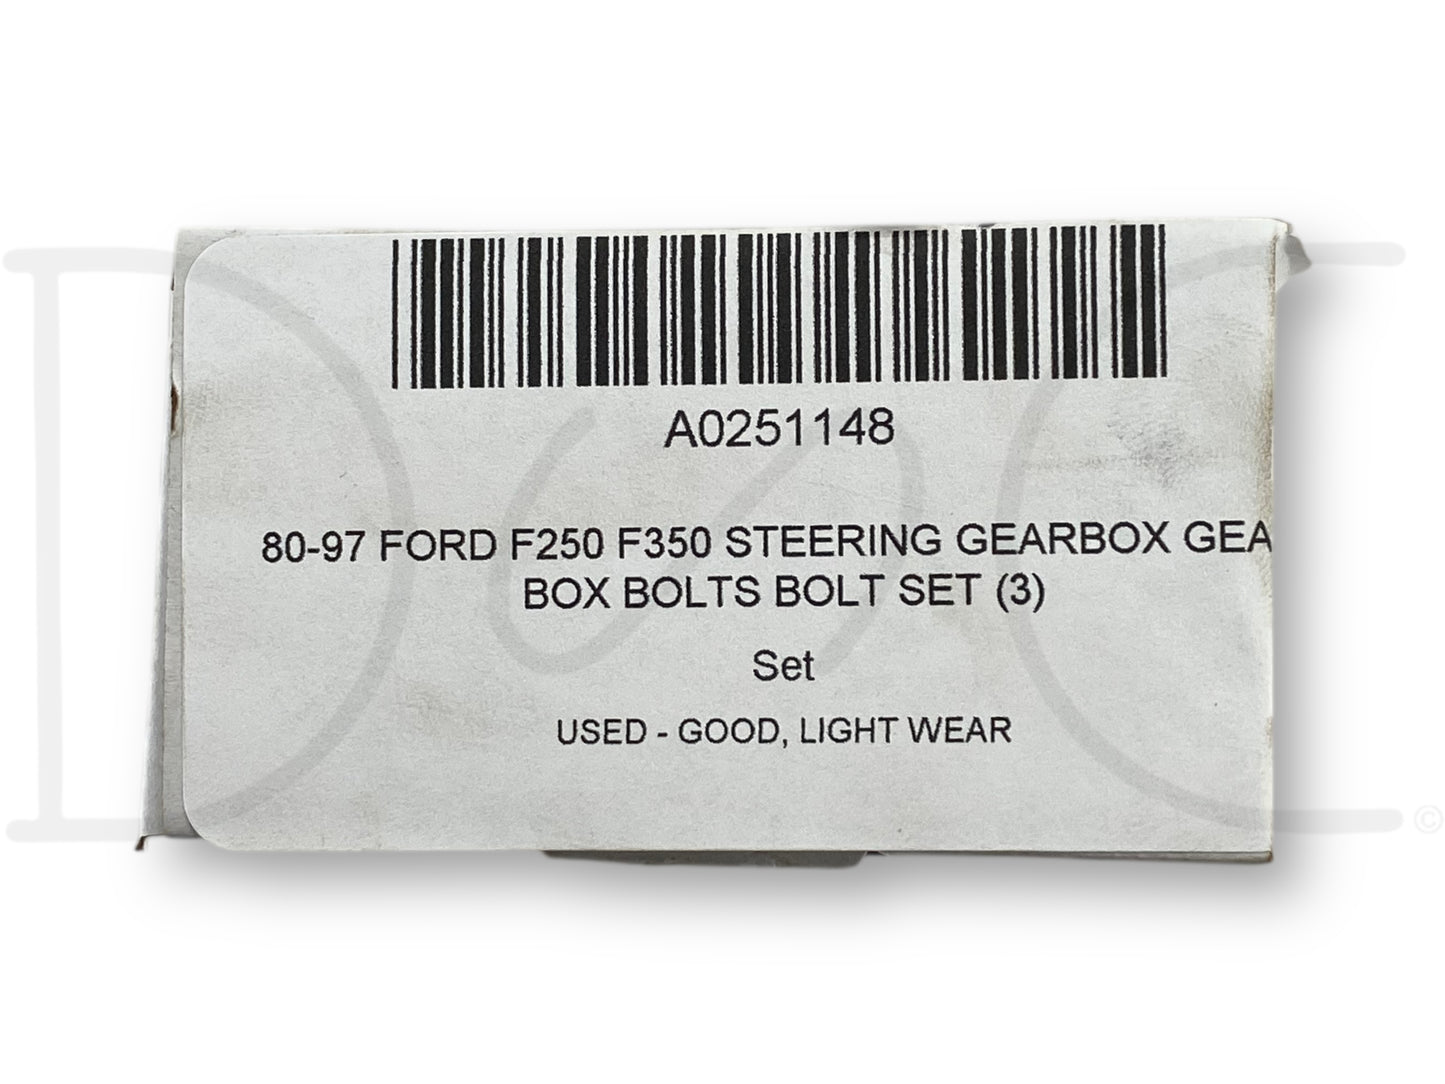 A0251148
80-97 FORD F250 F350 STEERING GEARBOX GEA
BOX BOLTS BOLT SET (3)
Set
USED - GOOD, LIGHT WEAR